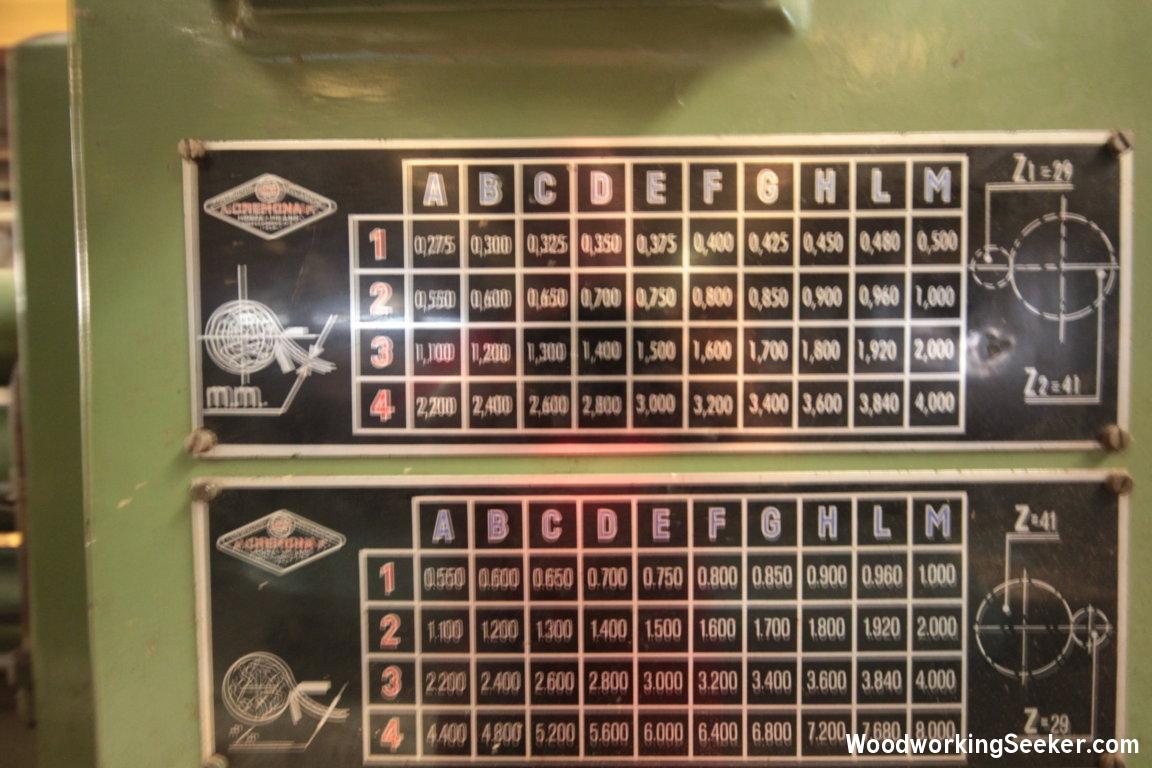 A B C D E F G H L M
1 0,275 0,300 0,325 0,350 0,375 0,400 0,425 0,450 0,480 0,500
2 0,550 0,600 0,650 0,700 0,750 0,800 0,850 0,900 0,960 1,000
3 1,100 1,200 1,300 1,400 1,500 1,600 1,700 1,800 1,920 2,000
4 2,200 2,400 2,600 2,800 3,000 3,200 3,400 3,600 3,840 4,000
CREMONA
mm.
Z1=29
Z2=41
A B C D E F G H L M
1 0.550 0.600 0.650 0.700 0.750 0.800 0.850 0.900 0.960 1.000
2 1.100 1.200 1.300 1.400 1.500 1.600 1.700 1.800 1.920 2.000
3 2.200 2.400 2.600 2.800 3.000 3.200 3.400 3.600 3.840 4.000
4 4.400 4.800 5.200 5.600 6.000 6.400 6.800 7.200 7.680 8.000
CREMONA
Z=41
Z=29
WoodworkingSeeker.com